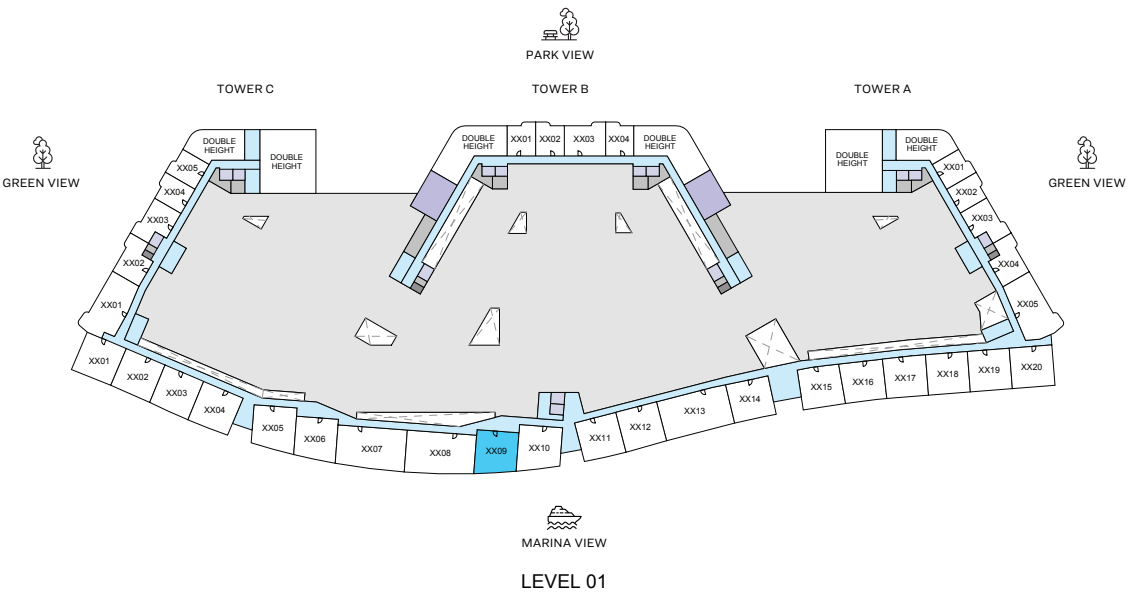 PARK VIEW
TOWER C
TOWER B
TOWER A
GREEN VIEW
GREEN VIEW
DOUBLE
HEIGHT
DOUBLE
HEIGHT
XX05
XX04
XX03
XX02
XX01
DOUBLE
HEIGHT
XX01
XX02
XX03
XX04
DOUBLE
HEIGHT
DOUBLE
HEIGHT
DOUBLE
HEIGHT
XX01
XX02
XX03
XX04
XX05
XX01
XX02
XX03
XX04
XX05
XX06
XX07
XX08
XX09
XX10
XX11
XX12
XX13
XX14
XX15
XX16
XX17
XX18
XX19
XX20
MARINA VIEW
LEVEL 01